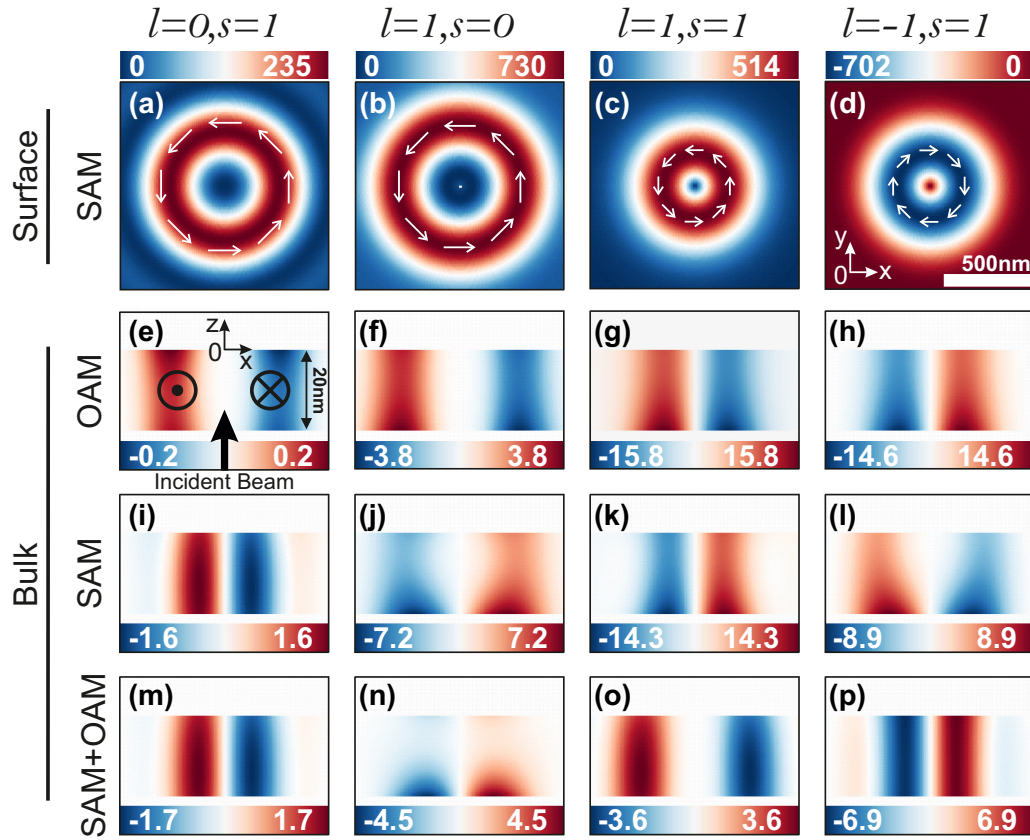 l=0,s=1 l=1,s=0 l=1,s=1 l=-1,s=1
0 235 0 730 0 514 -702 0
Surface
SAM
(a) (b) (c) (d)
y
0 x
500nm
Bulk
OAM
(e) (f) (g) (h)
z
0 x
20nm
-0.2 0.2 -3.8 3.8 -15.8 15.8 -14.6 14.6
Incident Beam
SAM
(i) (j) (k) (l)
-1.6 1.6 -7.2 7.2 -14.3 14.3 -8.9 8.9
SAM+OAM
(m) (n) (o) (p)
-1.7 1.7 -4.5 4.5 -3.6 3.6 -6.9 6.9